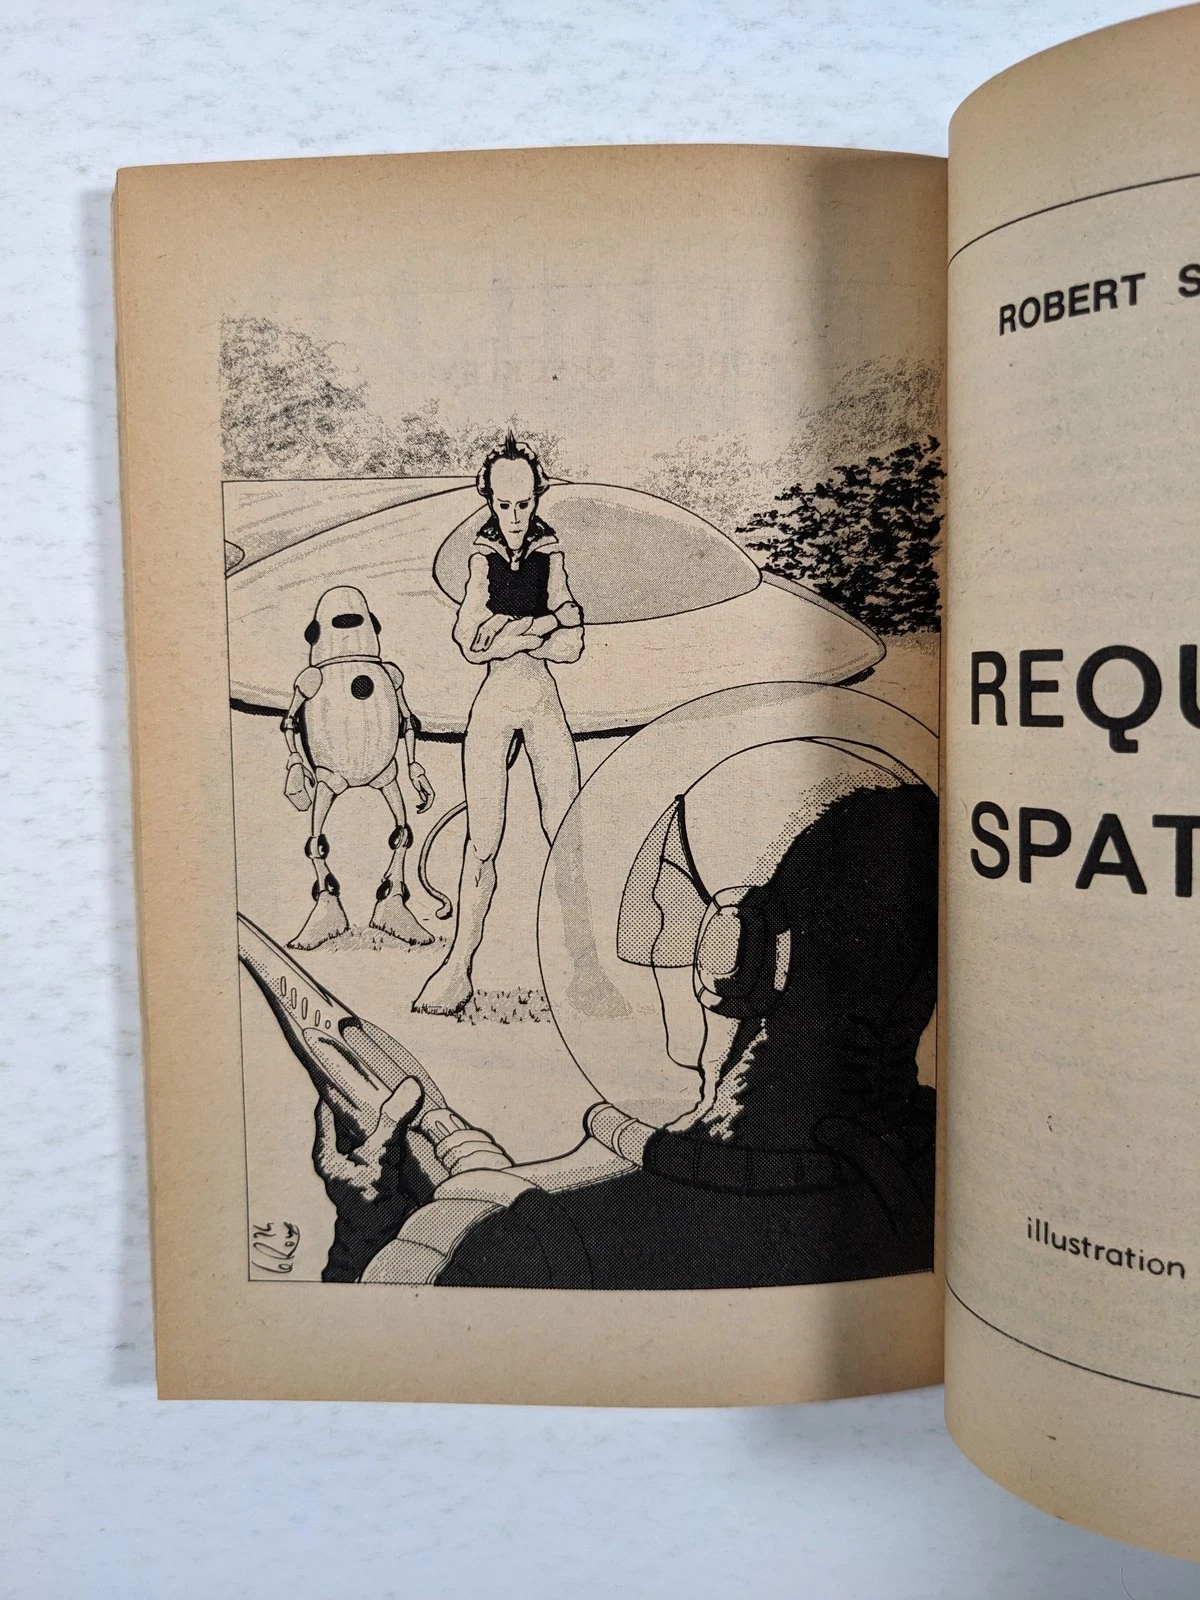 ROBERT S
REQU
SPAT
illustration